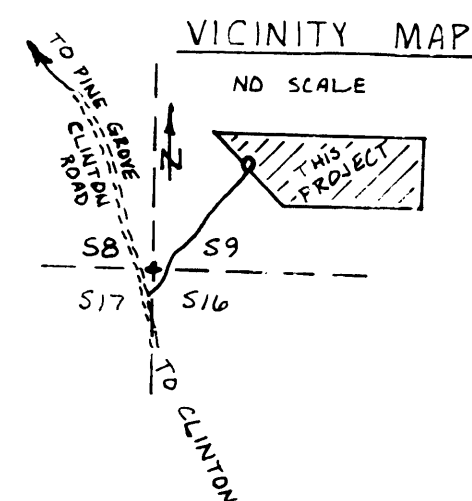 VICINITY MAP
NO SCALE
TO PINE GROVE
CLINTON
ROAD
N
THIS
PROJECT
S8
S9
S17
S16
TO CLINTON